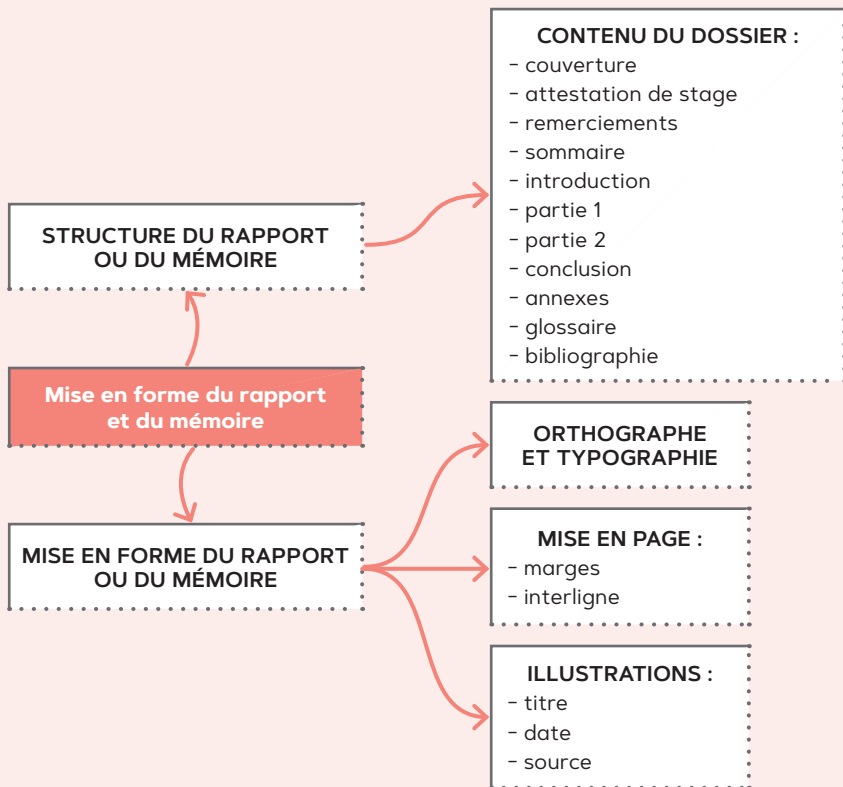 CONTENU DU DOSSIER :
- couverture
- attestation de stage
- remerciements
- sommaire
- introduction
- partie 1
- partie 2
- conclusion
- annexes
- glossaire
- bibliographie
STRUCTURE DU RAPPORT
OU DU MÉMOIRE
Mise en forme du rapport
et du mémoire
MISE EN FORME DU RAPPORT
OU DU MÉMOIRE
ORTHOGRAPHE
ET TYPOGRAPHIE
MISE EN PAGE :
- marges
- interligne
ILLUSTRATIONS :
- titre
- date
- source